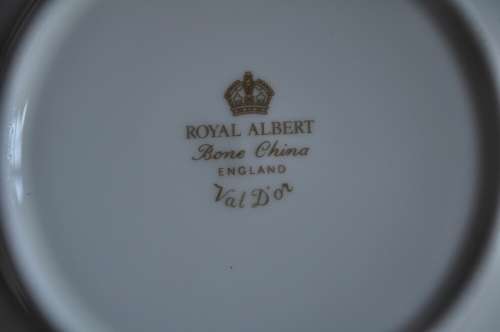 ROYAL ALBERT
Bone China
ENGLAND
Val D'or